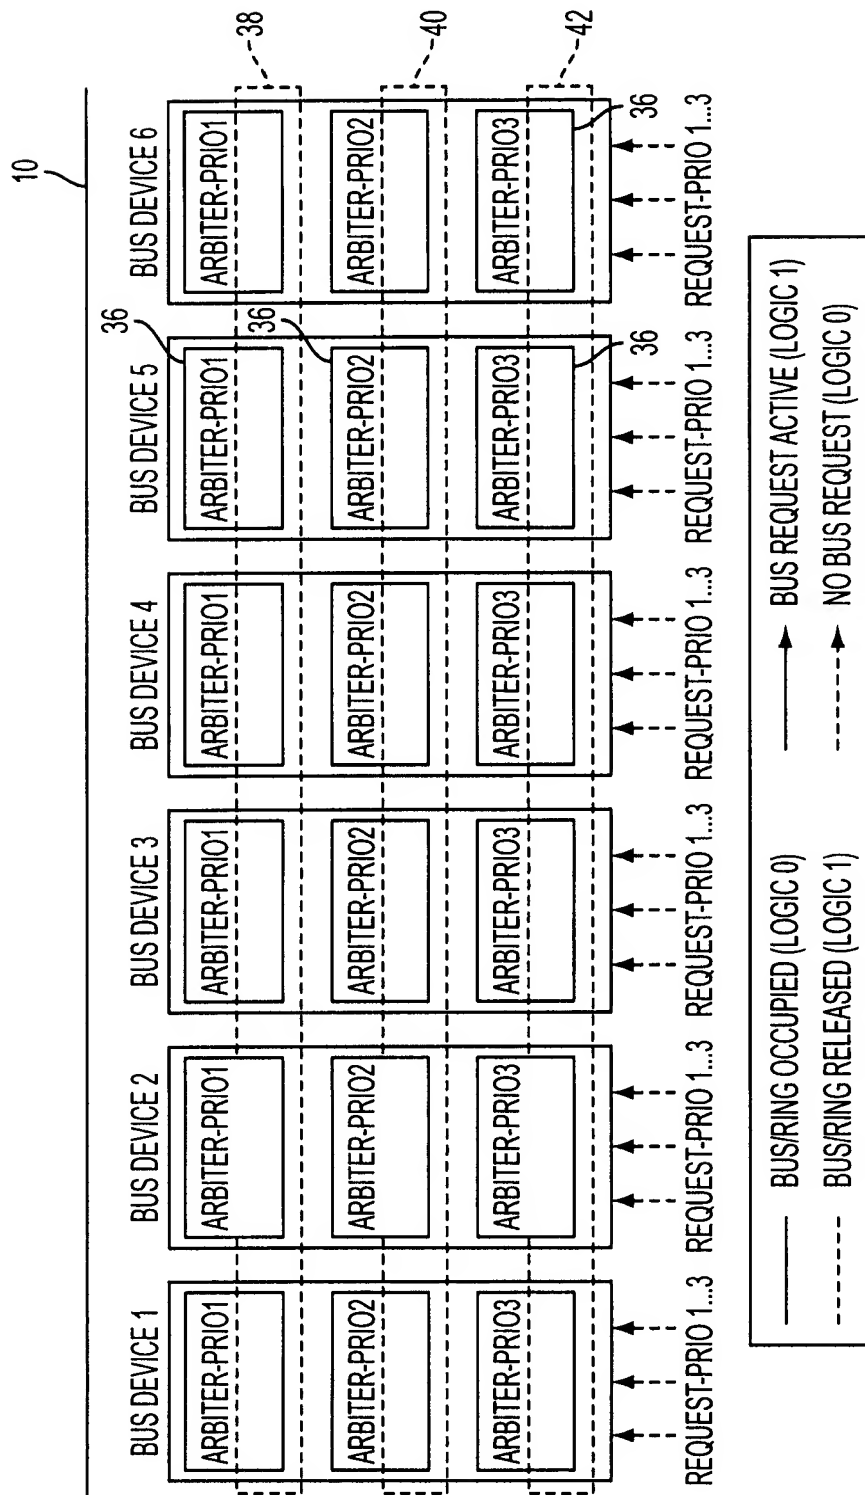 10
BUS DEVICE 1
BUS DEVICE 2
BUS DEVICE 3
BUS DEVICE 4
BUS DEVICE 5
BUS DEVICE 6
36
ARBITER-PRIO1
ARBITER-PRIO1
ARBITER-PRIO1
ARBITER-PRIO1
ARBITER-PRIO1
ARBITER-PRIO1
38
36
ARBITER-PRIO2
ARBITER-PRIO2
ARBITER-PRIO2
ARBITER-PRIO2
ARBITER-PRIO2
ARBITER-PRIO2
40
ARBITER-PRIO3
ARBITER-PRIO3
ARBITER-PRIO3
ARBITER-PRIO3
ARBITER-PRIO3
ARBITER-PRIO3
42
36
36
REQUEST-PRIO 1...3
REQUEST-PRIO 1...3
REQUEST-PRIO 1...3
REQUEST-PRIO 1...3
REQUEST-PRIO 1...3
REQUEST-PRIO 1...3
BUS/RING OCCUPIED (LOGIC 0)
BUS REQUEST ACTIVE (LOGIC 1)
BUS/RING RELEASED (LOGIC 1)
NO BUS REQUEST (LOGIC 0)